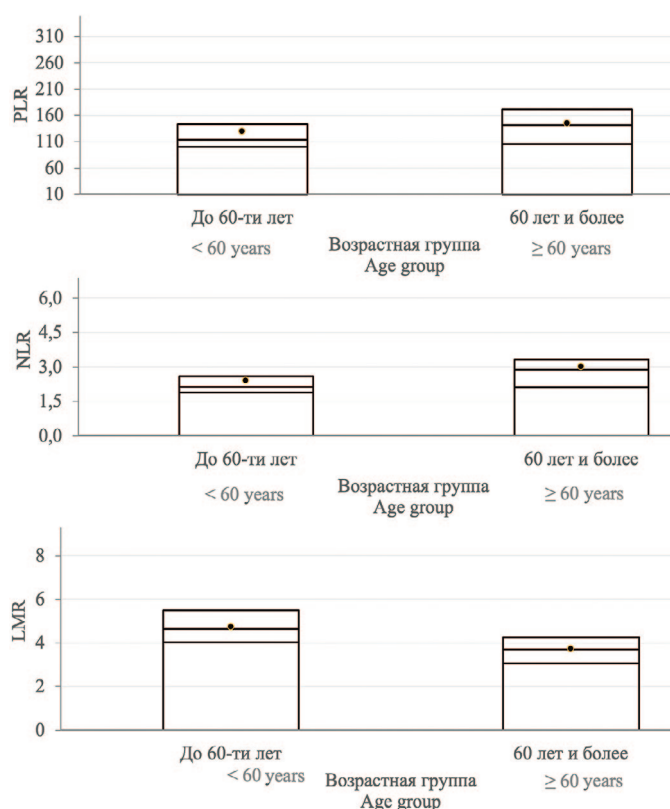 PLR
310
260
210
160
110
60
10
До 60-ти лет
60 лет и более
< 60 years
Возрастная группа
≥ 60 years
Age group
NLR
6,0
4,5
3,0
1,5
0,0
До 60-ти лет
60 лет и более
< 60 years
Возрастная группа
≥ 60 years
Age group
LMR
8
6
4
2
0
До 60-ти лет
60 лет и более
< 60 years
Возрастная группа
≥ 60 years
Age group